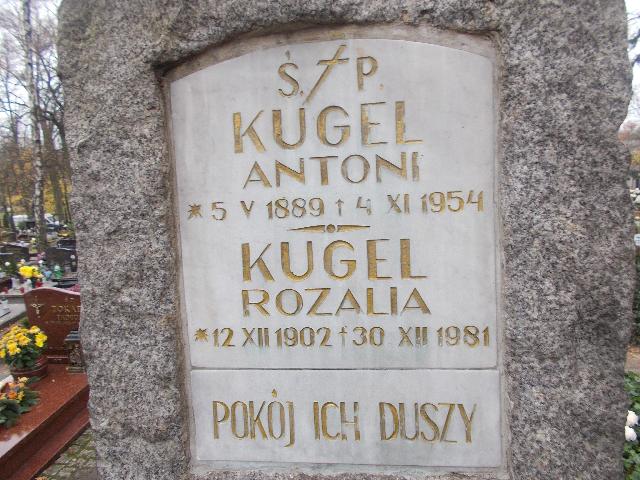 Ś. † P.
KUGEL
ANTONI
* 5 V 1889 † 4 XI 1954
KUGEL
ROZALIA
* 12 XII 1902 † 30 XII 1981
POKÓJ ICH DUSZY